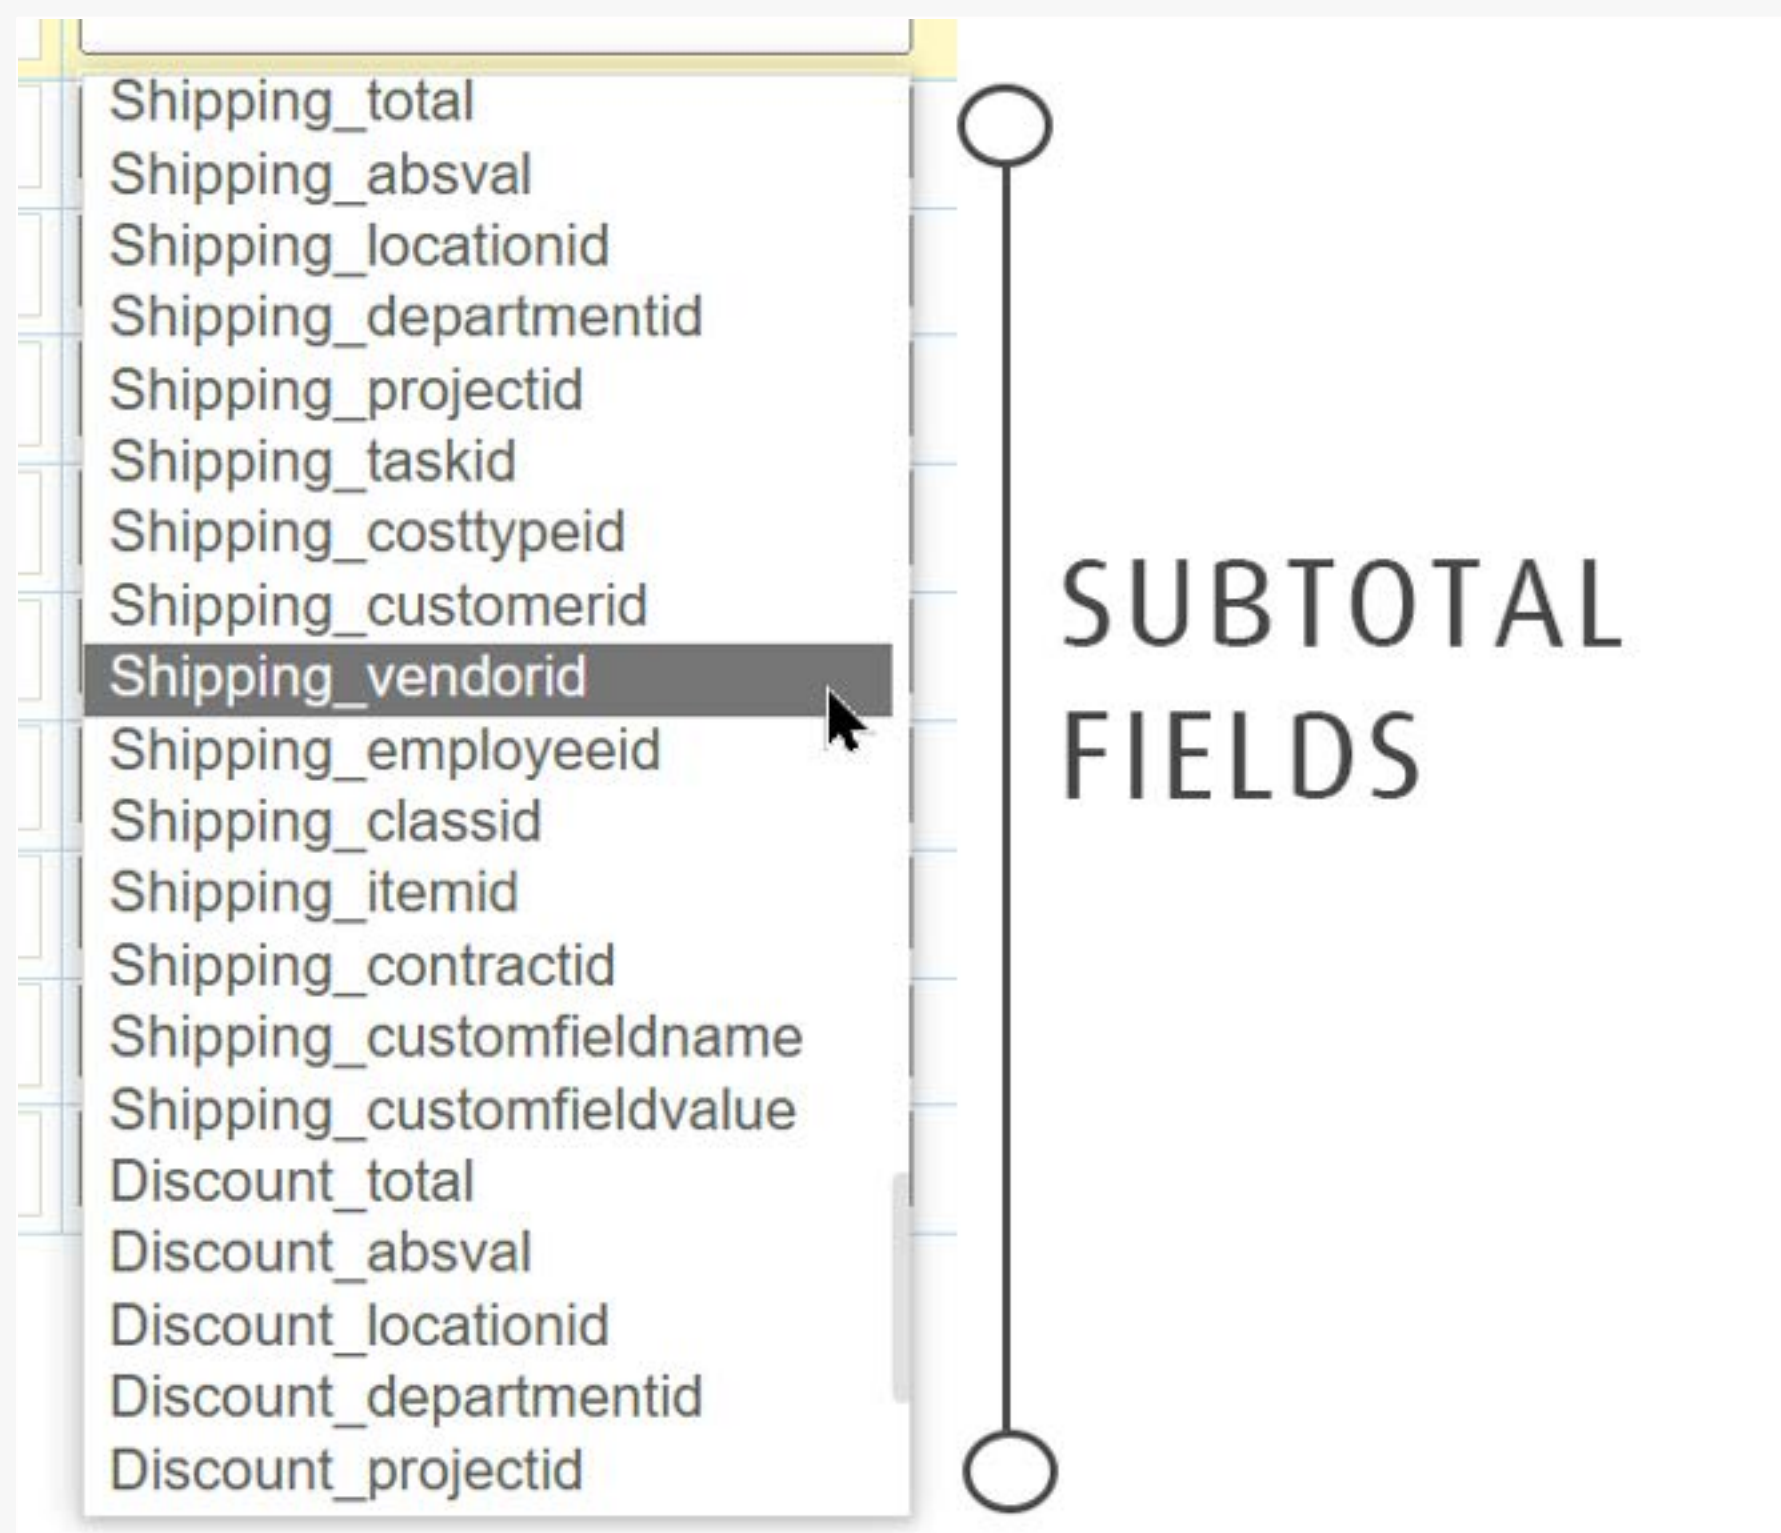 Shipping_total
Shipping_absval
Shipping_locationid
Shipping_departmentid
Shipping_projectid
Shipping_taskid
Shipping_costtypeid
Shipping_customerid
Shipping_vendorid
Shipping_employeeid
Shipping_classid
Shipping_itemid
Shipping_contractid
Shipping_customfieldname
Shipping_customfieldvalue
Discount_total
Discount_absval
Discount_locationid
Discount_departmentid
Discount_projectid
SUBTOTAL
FIELDS